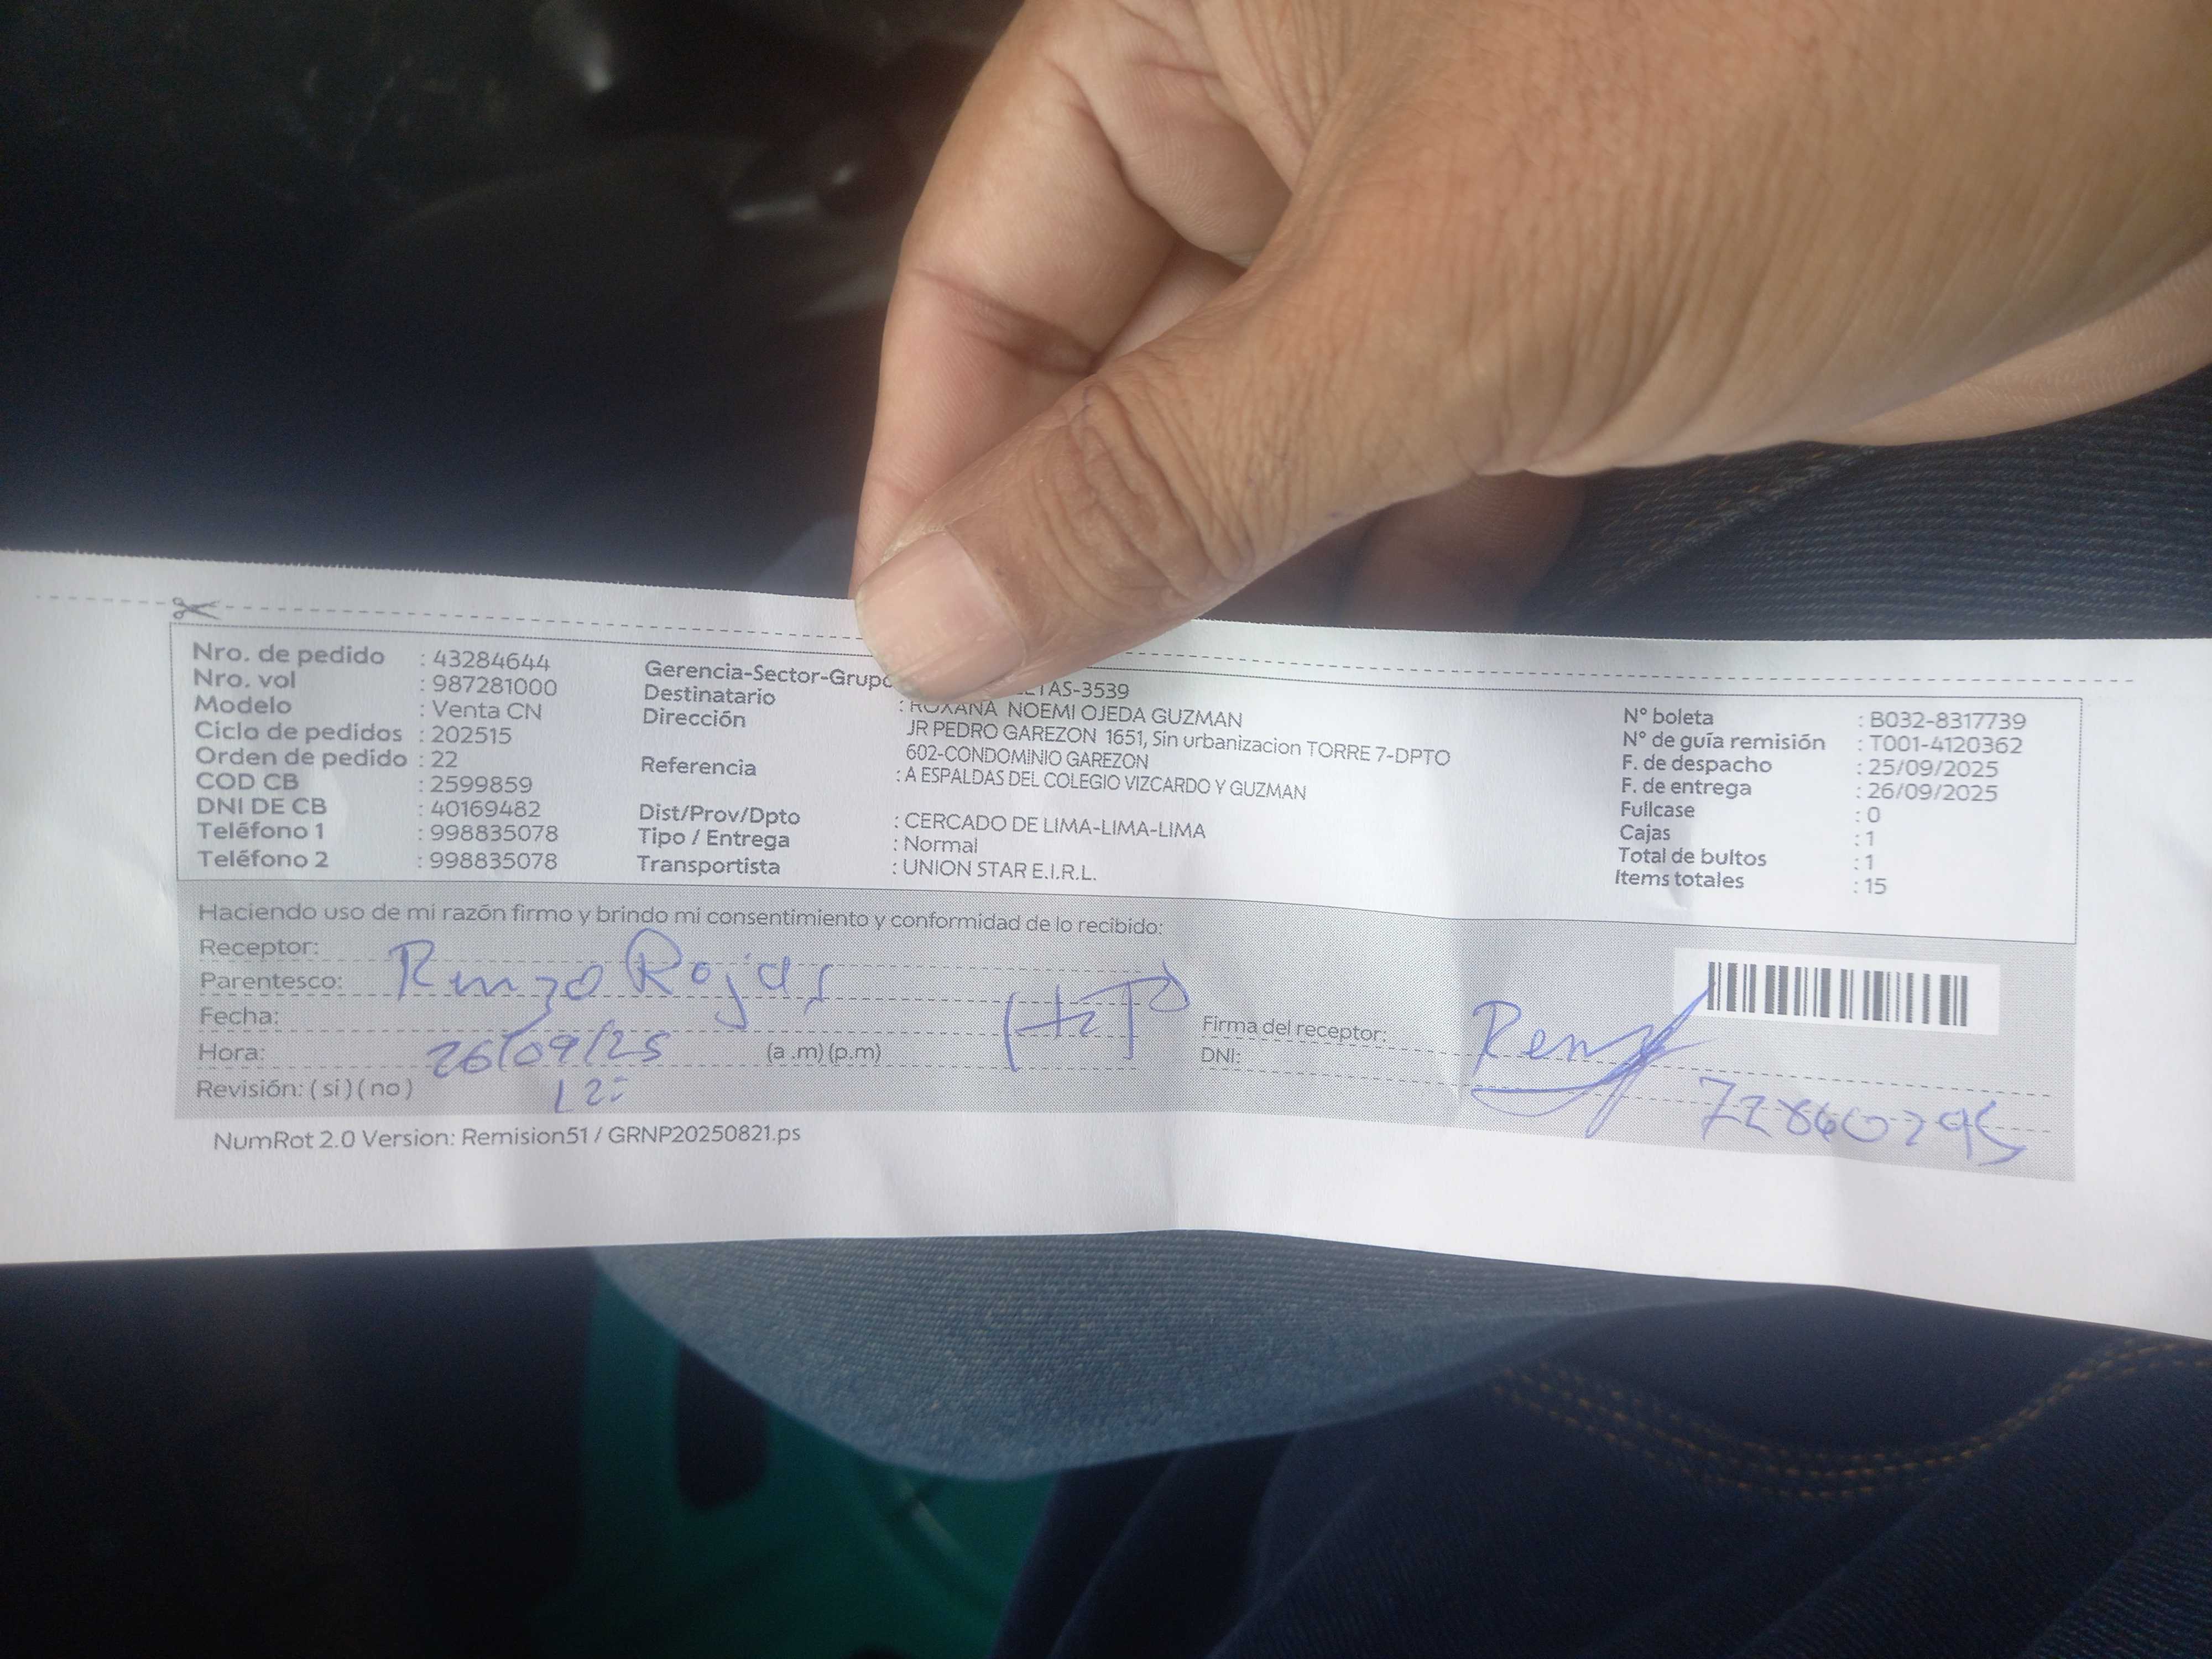 Nro. de pedido : 43284644
Nro. vol : 987281000
Modelo : Venta CN
Ciclo de pedidos : 202515
Orden de pedido : 22
COD CB : 2599859
DNI DE CB : 40169482
Teléfono 1 : 998835078
Teléfono 2 : 998835078
Gerencia-Sector-Grupo TAS-3539
Destinatario : ROXANA NOEMI OJEDA GUZMAN
Dirección JR PEDRO GAREZON 1651, Sin urbanizacion TORRE 7-DPTO
602-CONDOMINIO GAREZON
Referencia : A ESPALDAS DEL COLEGIO VIZCARDO Y GUZMAN
Dist/Prov/Dpto : CERCADO DE LIMA-LIMA-LIMA
Tipo / Entrega : Normal
Transportista : UNION STAR E.I.R.L.
N° boleta : B032-8317739
N° de guía remisión : T001-4120362
F. de despacho : 25/09/2025
F. de entrega : 26/09/2025
Fullcase : 0
Cajas : 1
Total de bultos : 1
Items totales : 15
Haciendo uso de mi razón firmo y brindo mi consentimiento y conformidad de lo recibido:
Receptor:
Parentesco: Renzo Rojas
Fecha:
Hora: 26/09/25 (a .m) (p.m)
Revisión: ( si ) ( no )
Firma del receptor: Renzo
DNI:
NumRot 2.0 Version: Remision51 / GRNP20250821.ps